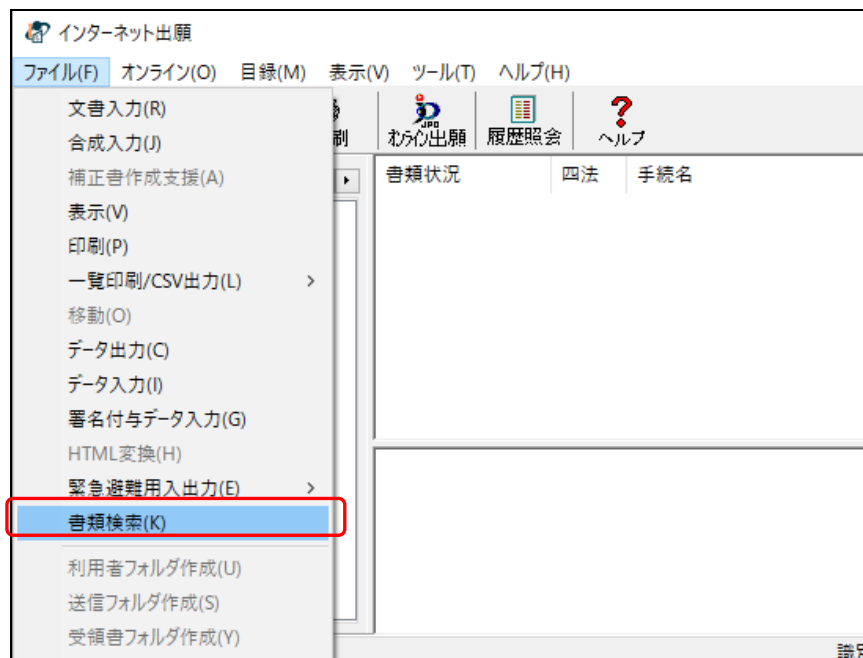 インターネット出願
ファイル(F) オンライン(O) 目録(M) 表示(V) ツール(T) ヘルプ(H)
刷 オンライン出願 履歴照会 ヘルプ
文書入力(R)
合成入力(J)
補正書作成支援(A)
表示(V)
印刷(P)
一覧印刷/CSV出力(L)
移動(O)
データ出力(C)
データ入力(I)
署名付与データ入力(G)
HTML変換(H)
緊急避難用入出力(E)
書類検索(K)
利用者フォルダ作成(U)
送信フォルダ作成(S)
受領書フォルダ作成(Y)
書類状況 四法 手続名